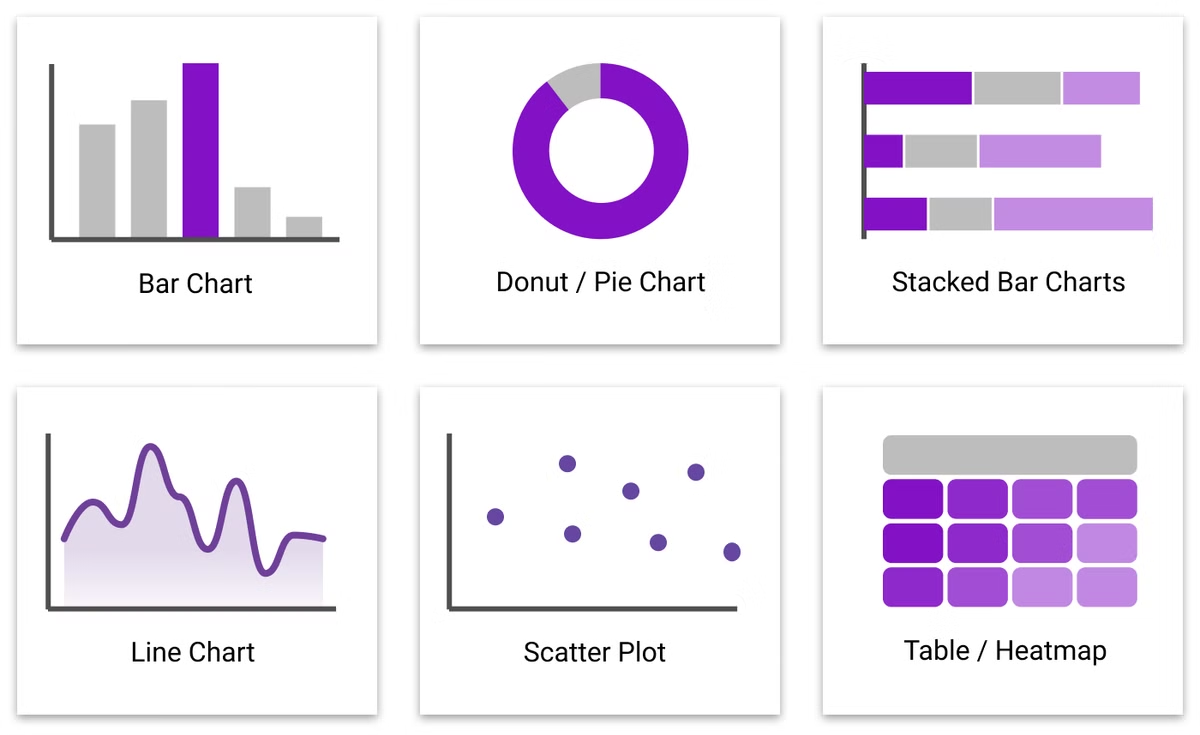 Bar Chart
Donut / Pie Chart
Stacked Bar Charts
Line Chart
Scatter Plot
Table / Heatmap